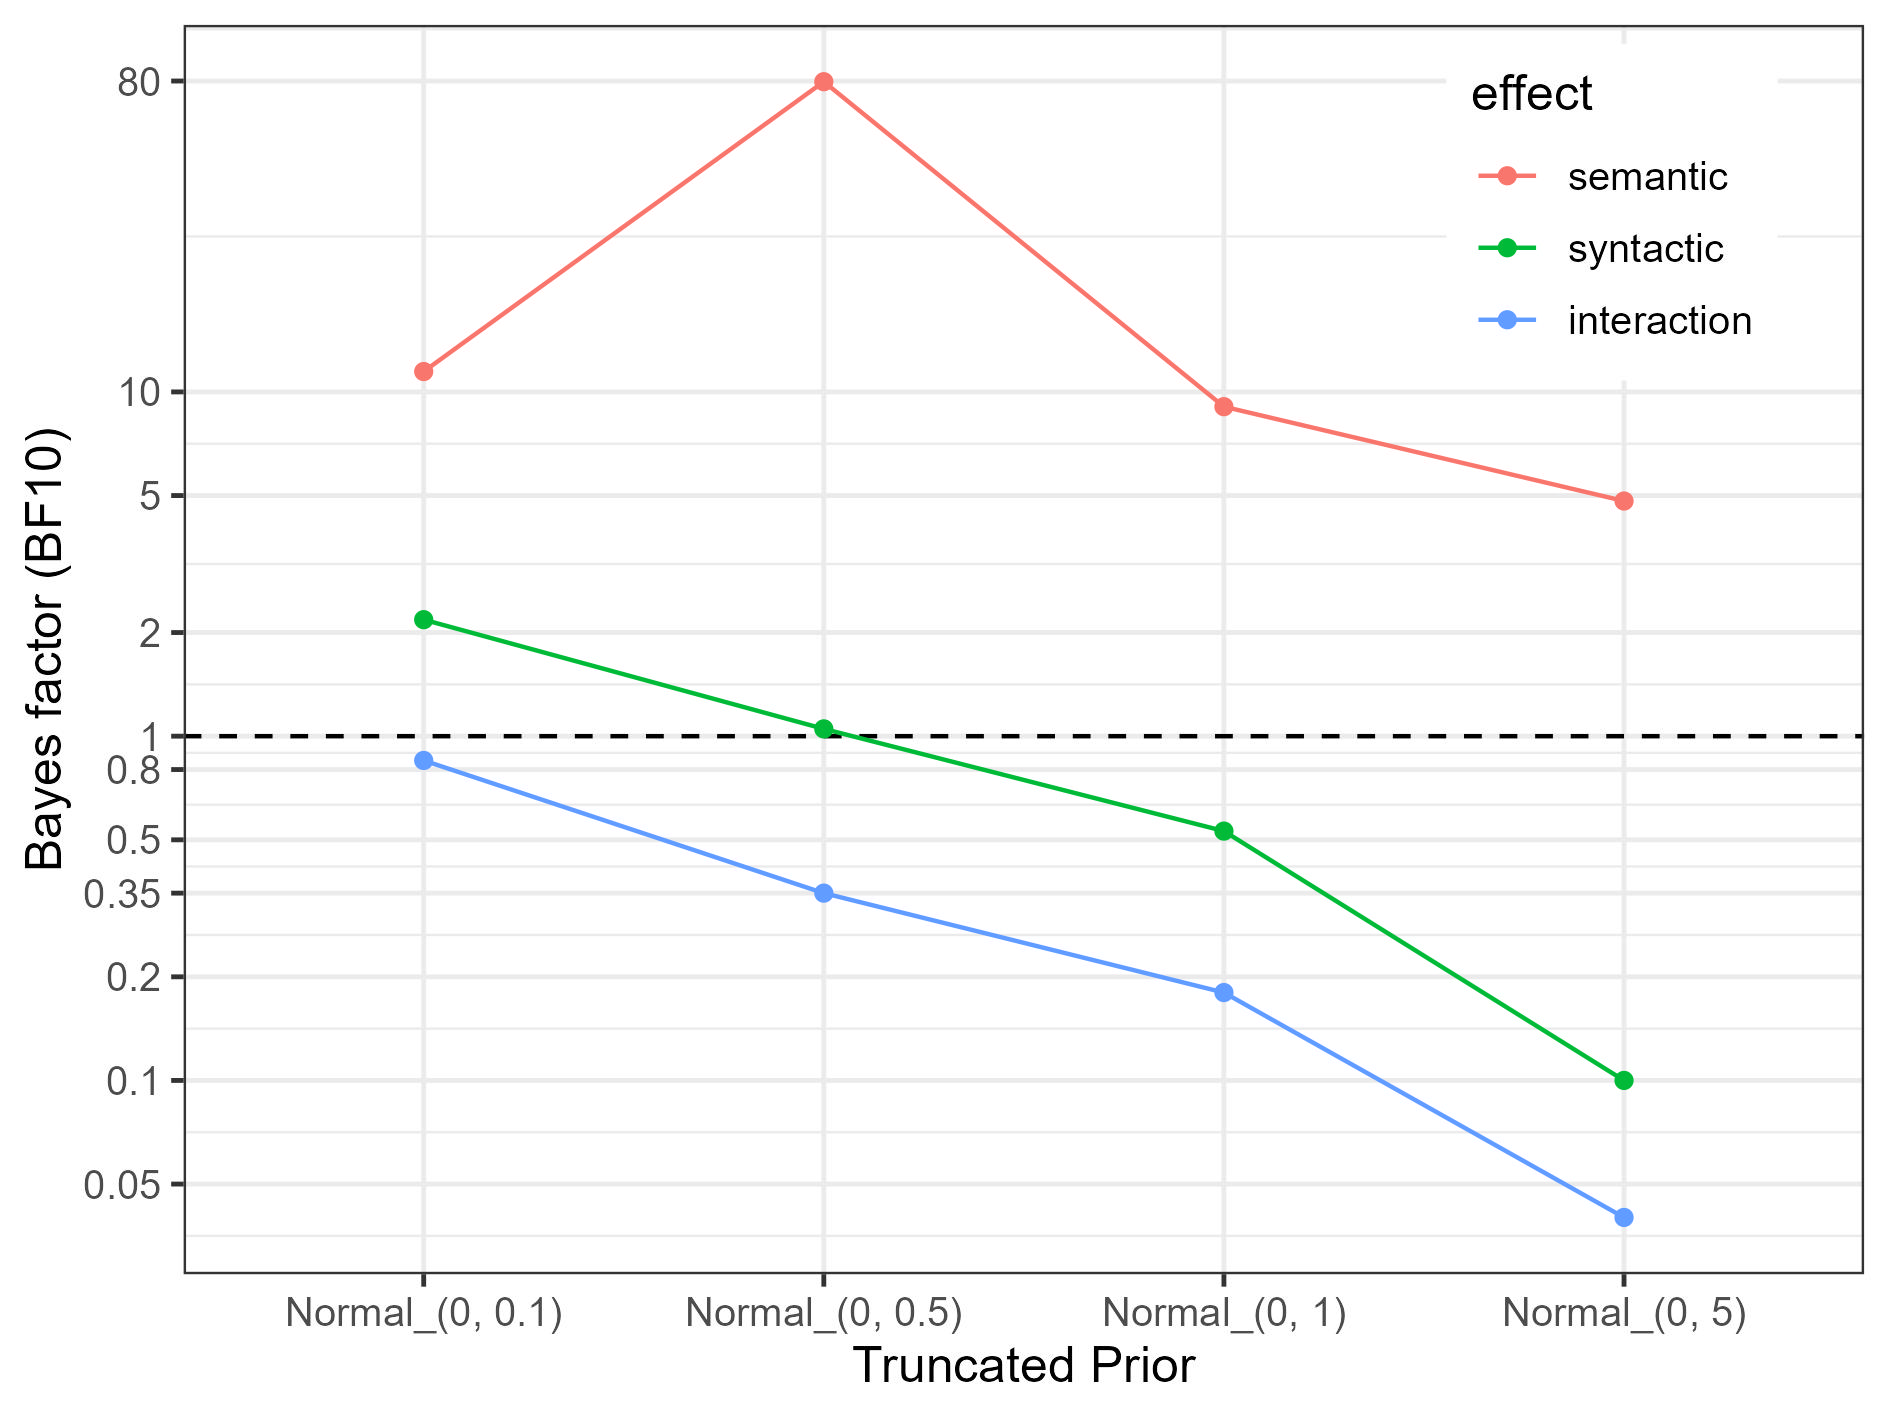 Bayes factor (BF10)
80
10
5
2
1
0.8
0.5
0.35
0.2
0.1
0.05
effect
semantic
syntactic
interaction
Normal_(0, 0.1)
Normal_(0, 0.5)
Normal_(0, 1)
Normal_(0, 5)
Truncated Prior